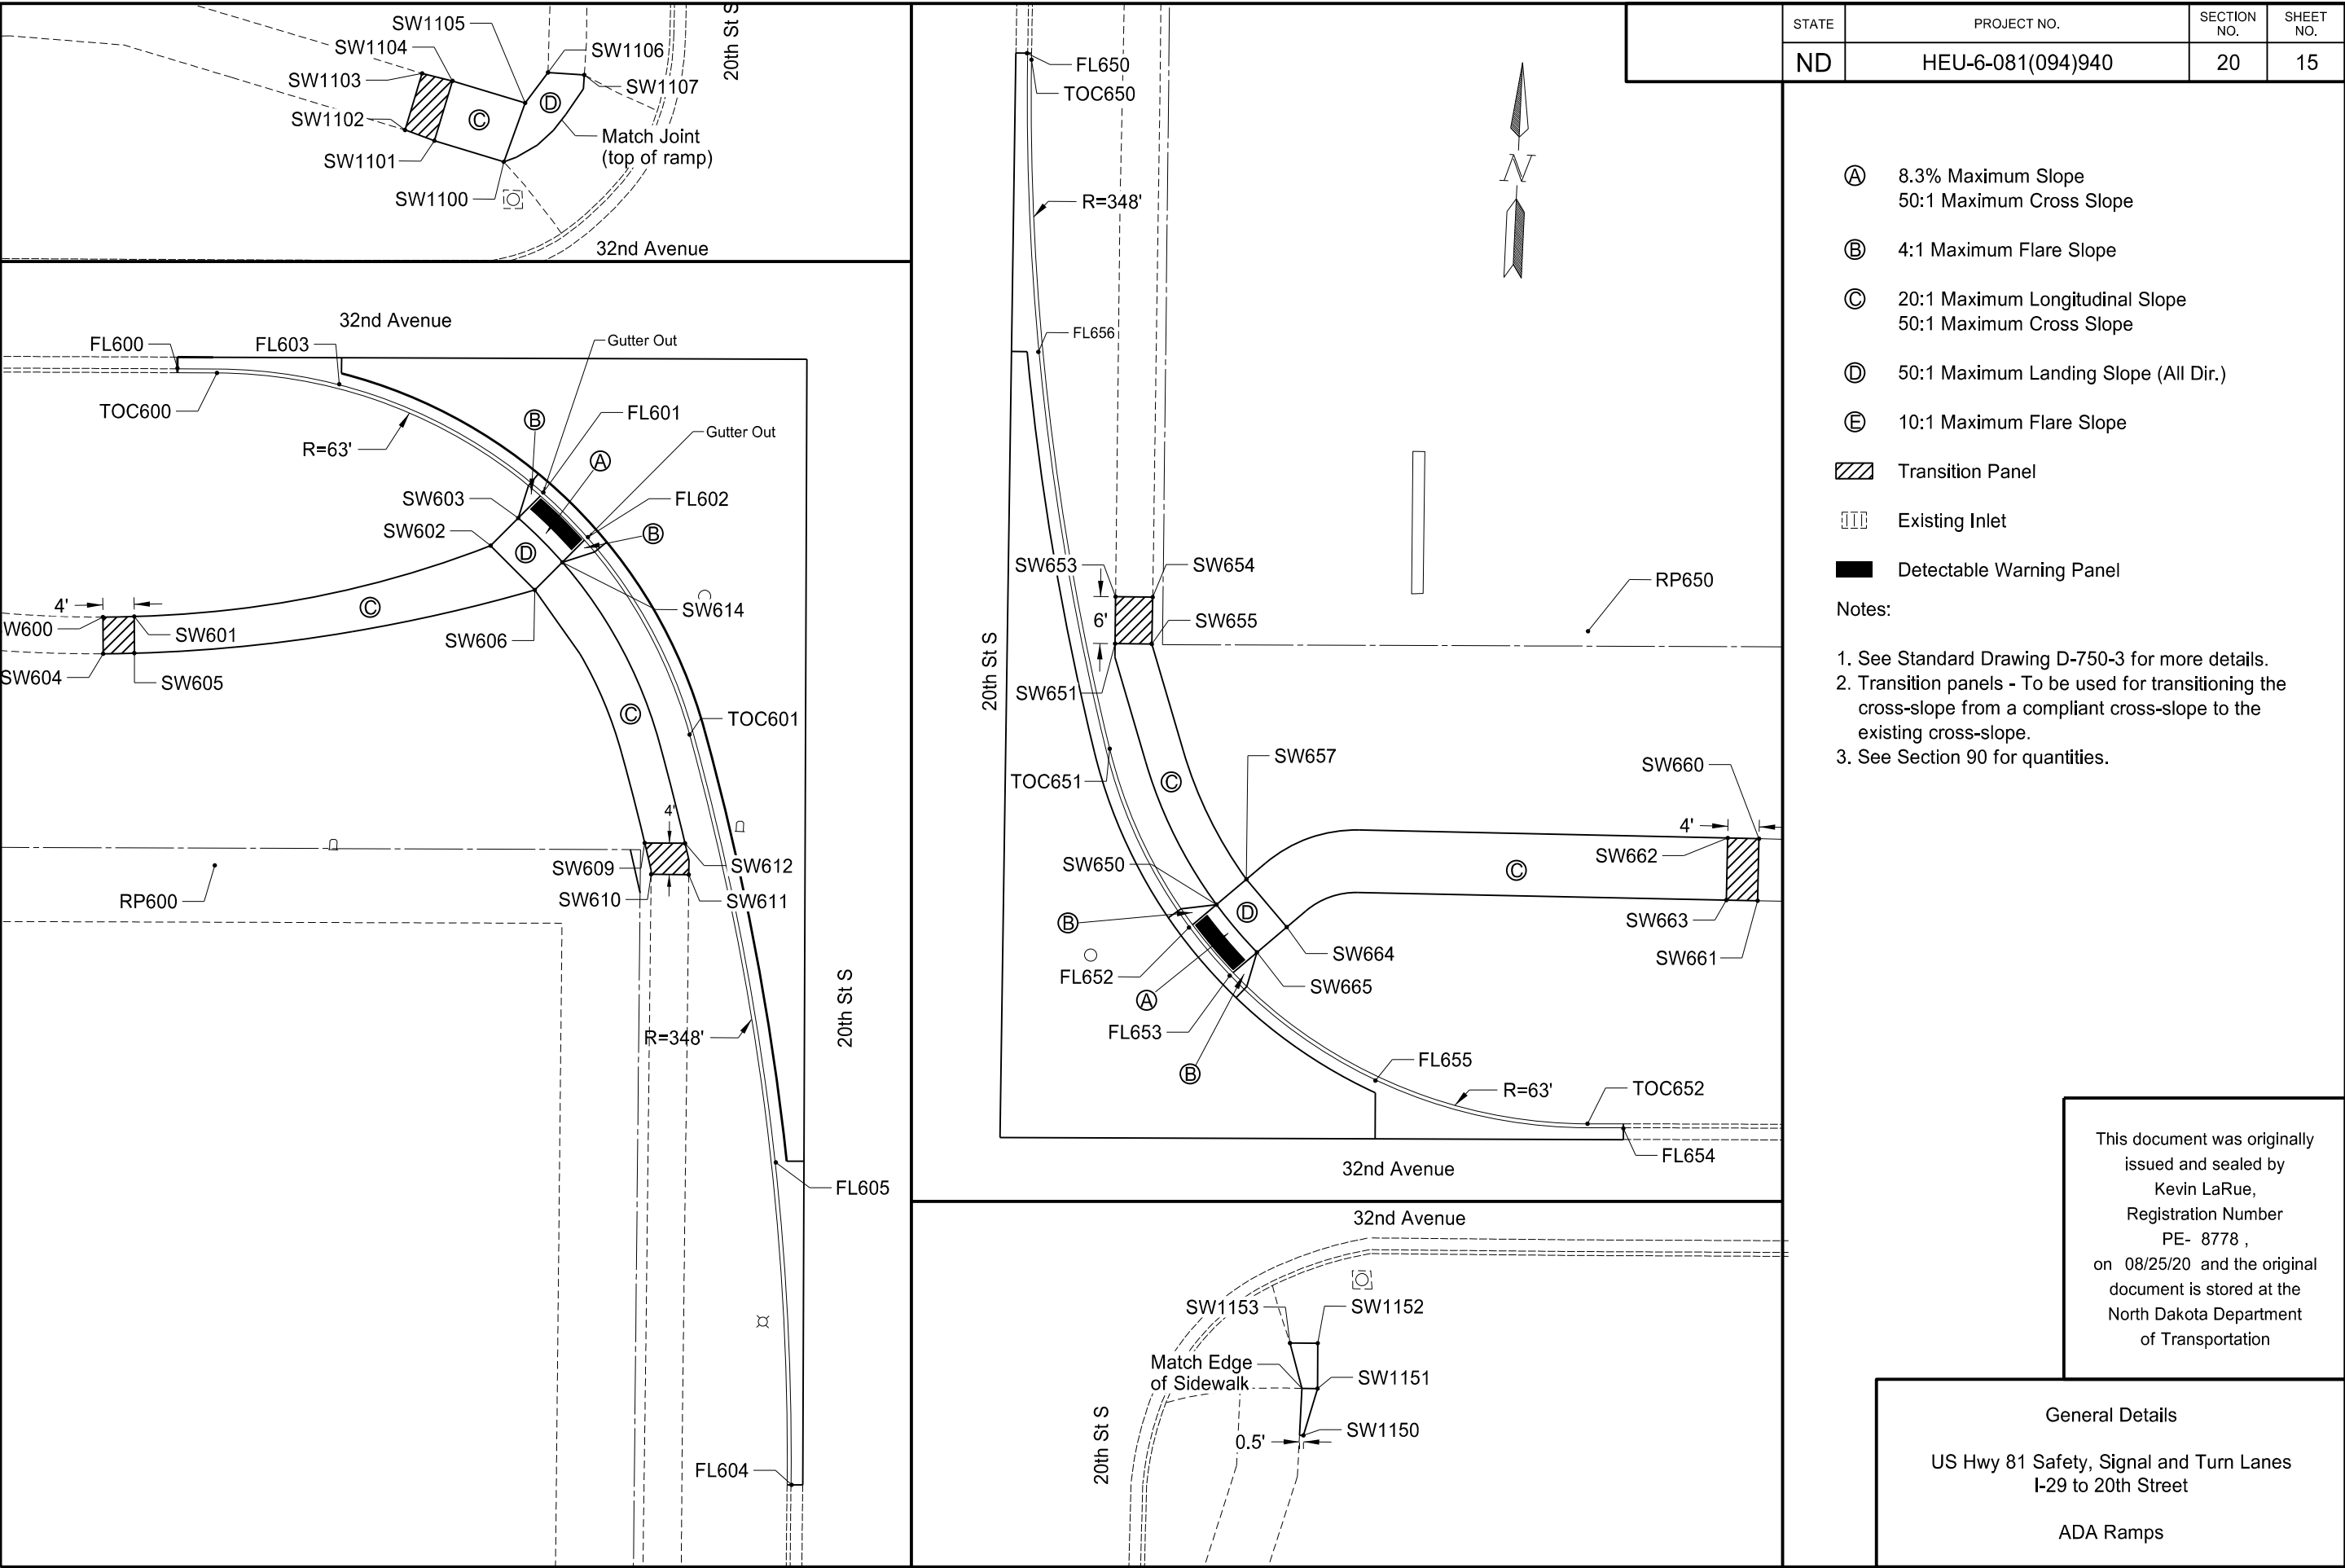 STATE
PROJECT NO.
SECTION
NO.
SHEET
NO.
ND
HEU-6-081(094)940
20
15
SW1105
SW1104
SW1103
SW1102
SW1101
SW1100
SW1106
SW1107
C
D
Match Joint
(top of ramp)
20th St S
32nd Avenue
32nd Avenue
FL600
FL603
Gutter Out
TOC600
R=63'
B
FL601
Gutter Out
A
SW603
FL602
SW602
B
D
4'
C
W600
SW601
SW614
SW606
SW604
SW605
C
TOC601
4'
SW609
SW612
RP600
SW610
SW611
20th St S
R=348'
FL605
FL604
FL650
TOC650
R=348'
N
FL656
SW653
SW654
RP650
6'
SW655
20th St S
SW651
TOC651
C
SW657
SW660
4'
SW650
SW662
C
B
D
SW663
FL652
SW664
SW661
A
SW665
FL653
B
FL655
R=63'
TOC652
FL654
32nd Avenue
32nd Avenue
SW1153
SW1152
Match Edge
of Sidewalk
SW1151
SW1150
0.5'
20th St S
A 8.3% Maximum Slope
50:1 Maximum Cross Slope
B 4:1 Maximum Flare Slope
C 20:1 Maximum Longitudinal Slope
50:1 Maximum Cross Slope
D 50:1 Maximum Landing Slope (All Dir.)
E 10:1 Maximum Flare Slope
Transition Panel
Existing Inlet
Detectable Warning Panel
Notes:
1. See Standard Drawing D-750-3 for more details.
2. Transition panels - To be used for transitioning the
cross-slope from a compliant cross-slope to the
existing cross-slope.
3. See Section 90 for quantities.
This document was originally
issued and sealed by
Kevin LaRue,
Registration Number
PE- 8778 ,
on 08/25/20 and the original
document is stored at the
North Dakota Department
of Transportation
General Details
US Hwy 81 Safety, Signal and Turn Lanes
I-29 to 20th Street
ADA Ramps